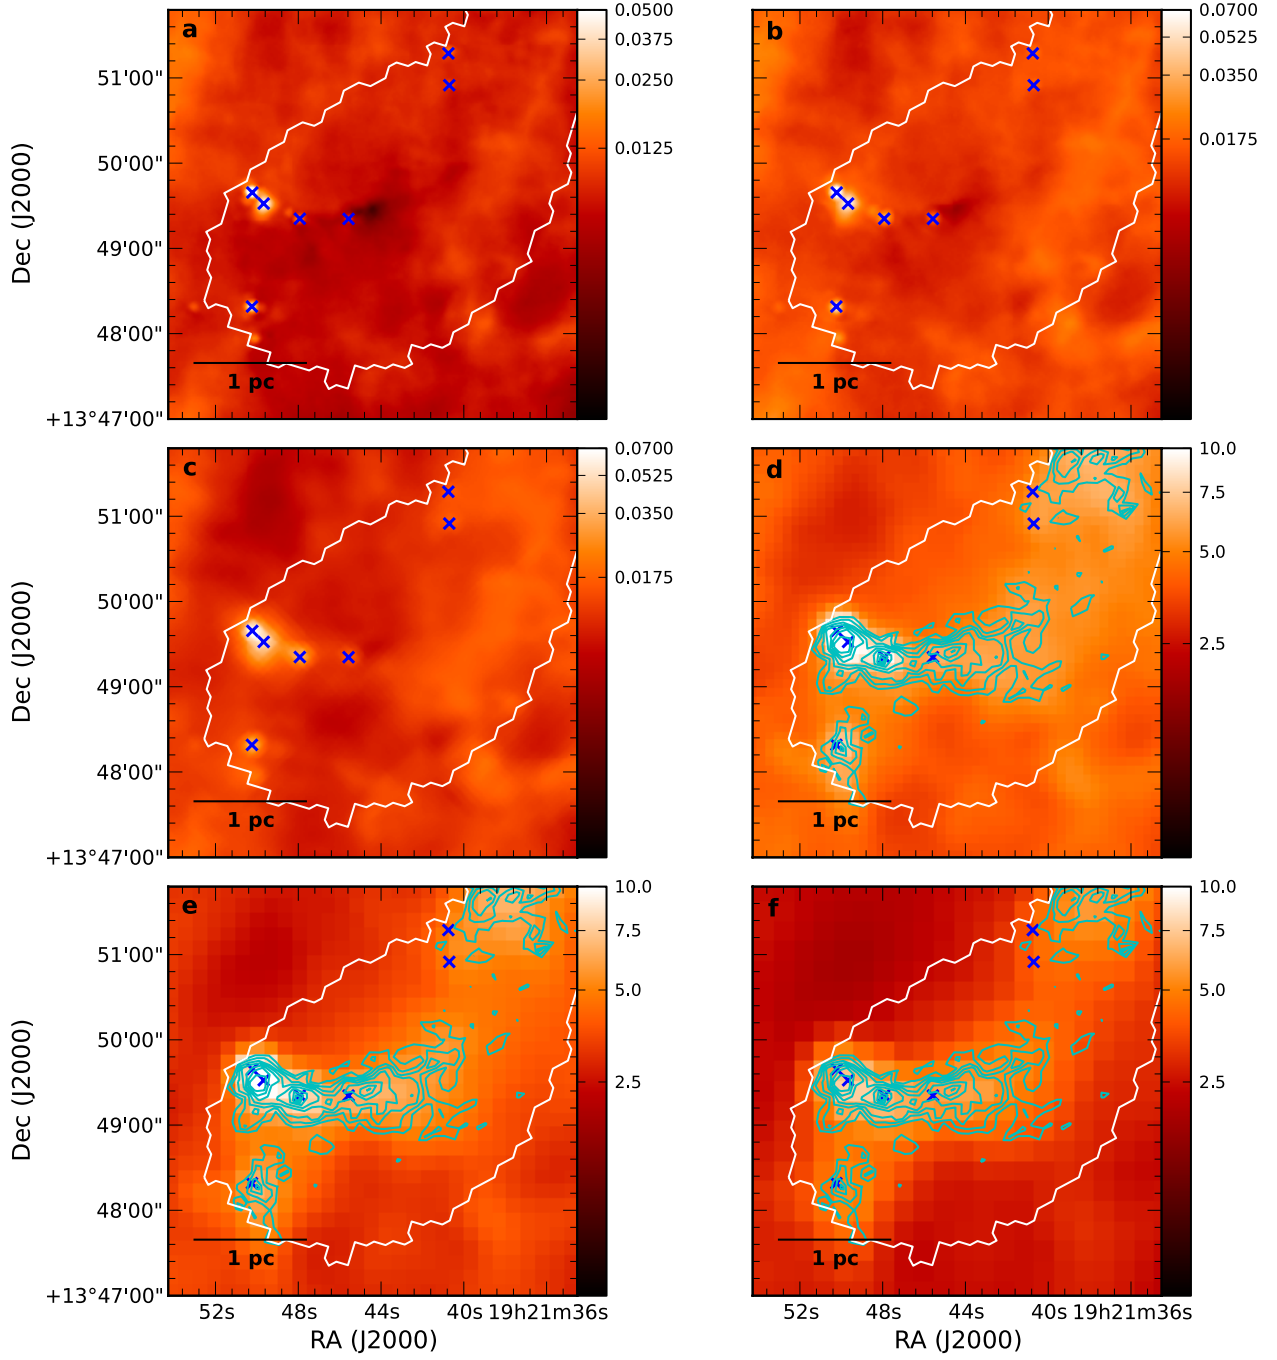 a
0.0500
0.0375
0.0250
0.0125
b
0.0700
0.0525
0.0350
0.0175
51'00"
50'00"
49'00"
48'00"
+13°47'00"
Dec (J2000)
1 pc
1 pc
c
0.0700
0.0525
0.0350
0.0175
d
10.0
7.5
5.0
2.5
51'00"
50'00"
49'00"
48'00"
+13°47'00"
Dec (J2000)
1 pc
1 pc
e
10.0
7.5
5.0
2.5
f
10.0
7.5
5.0
2.5
51'00"
50'00"
49'00"
48'00"
+13°47'00"
Dec (J2000)
1 pc
1 pc
52s 48s 44s 40s 19h21m36s
RA (J2000)
52s 48s 44s 40s 19h21m36s
RA (J2000)